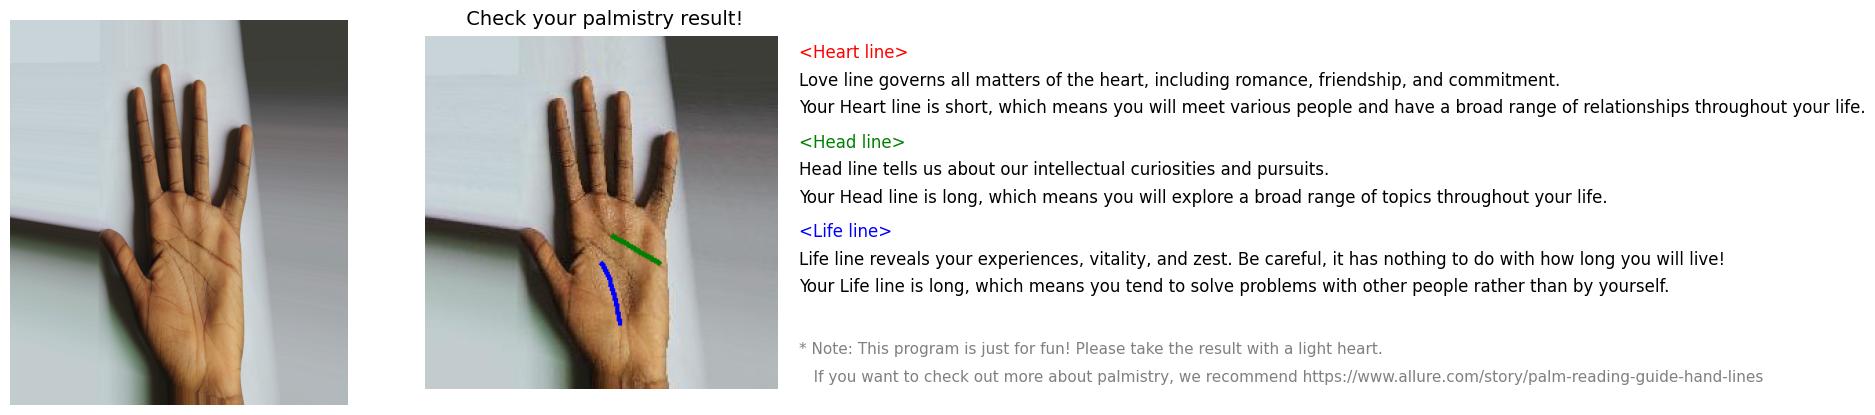 Check your palmistry result!
<Heart line>
Love line governs all matters of the heart, including romance, friendship, and commitment.
Your Heart line is short, which means you will meet various people and have a broad range of relationships throughout your life.
<Head line>
Head line tells us about our intellectual curiosities and pursuits.
Your Head line is long, which means you will explore a broad range of topics throughout your life.
<Life line>
Life line reveals your experiences, vitality, and zest. Be careful, it has nothing to do with how long you will live!
Your Life line is long, which means you tend to solve problems with other people rather than by yourself.
* Note: This program is just for fun! Please take the result with a light heart.
If you want to check out more about palmistry, we recommend https://www.allure.com/story/palm-reading-guide-hand-lines